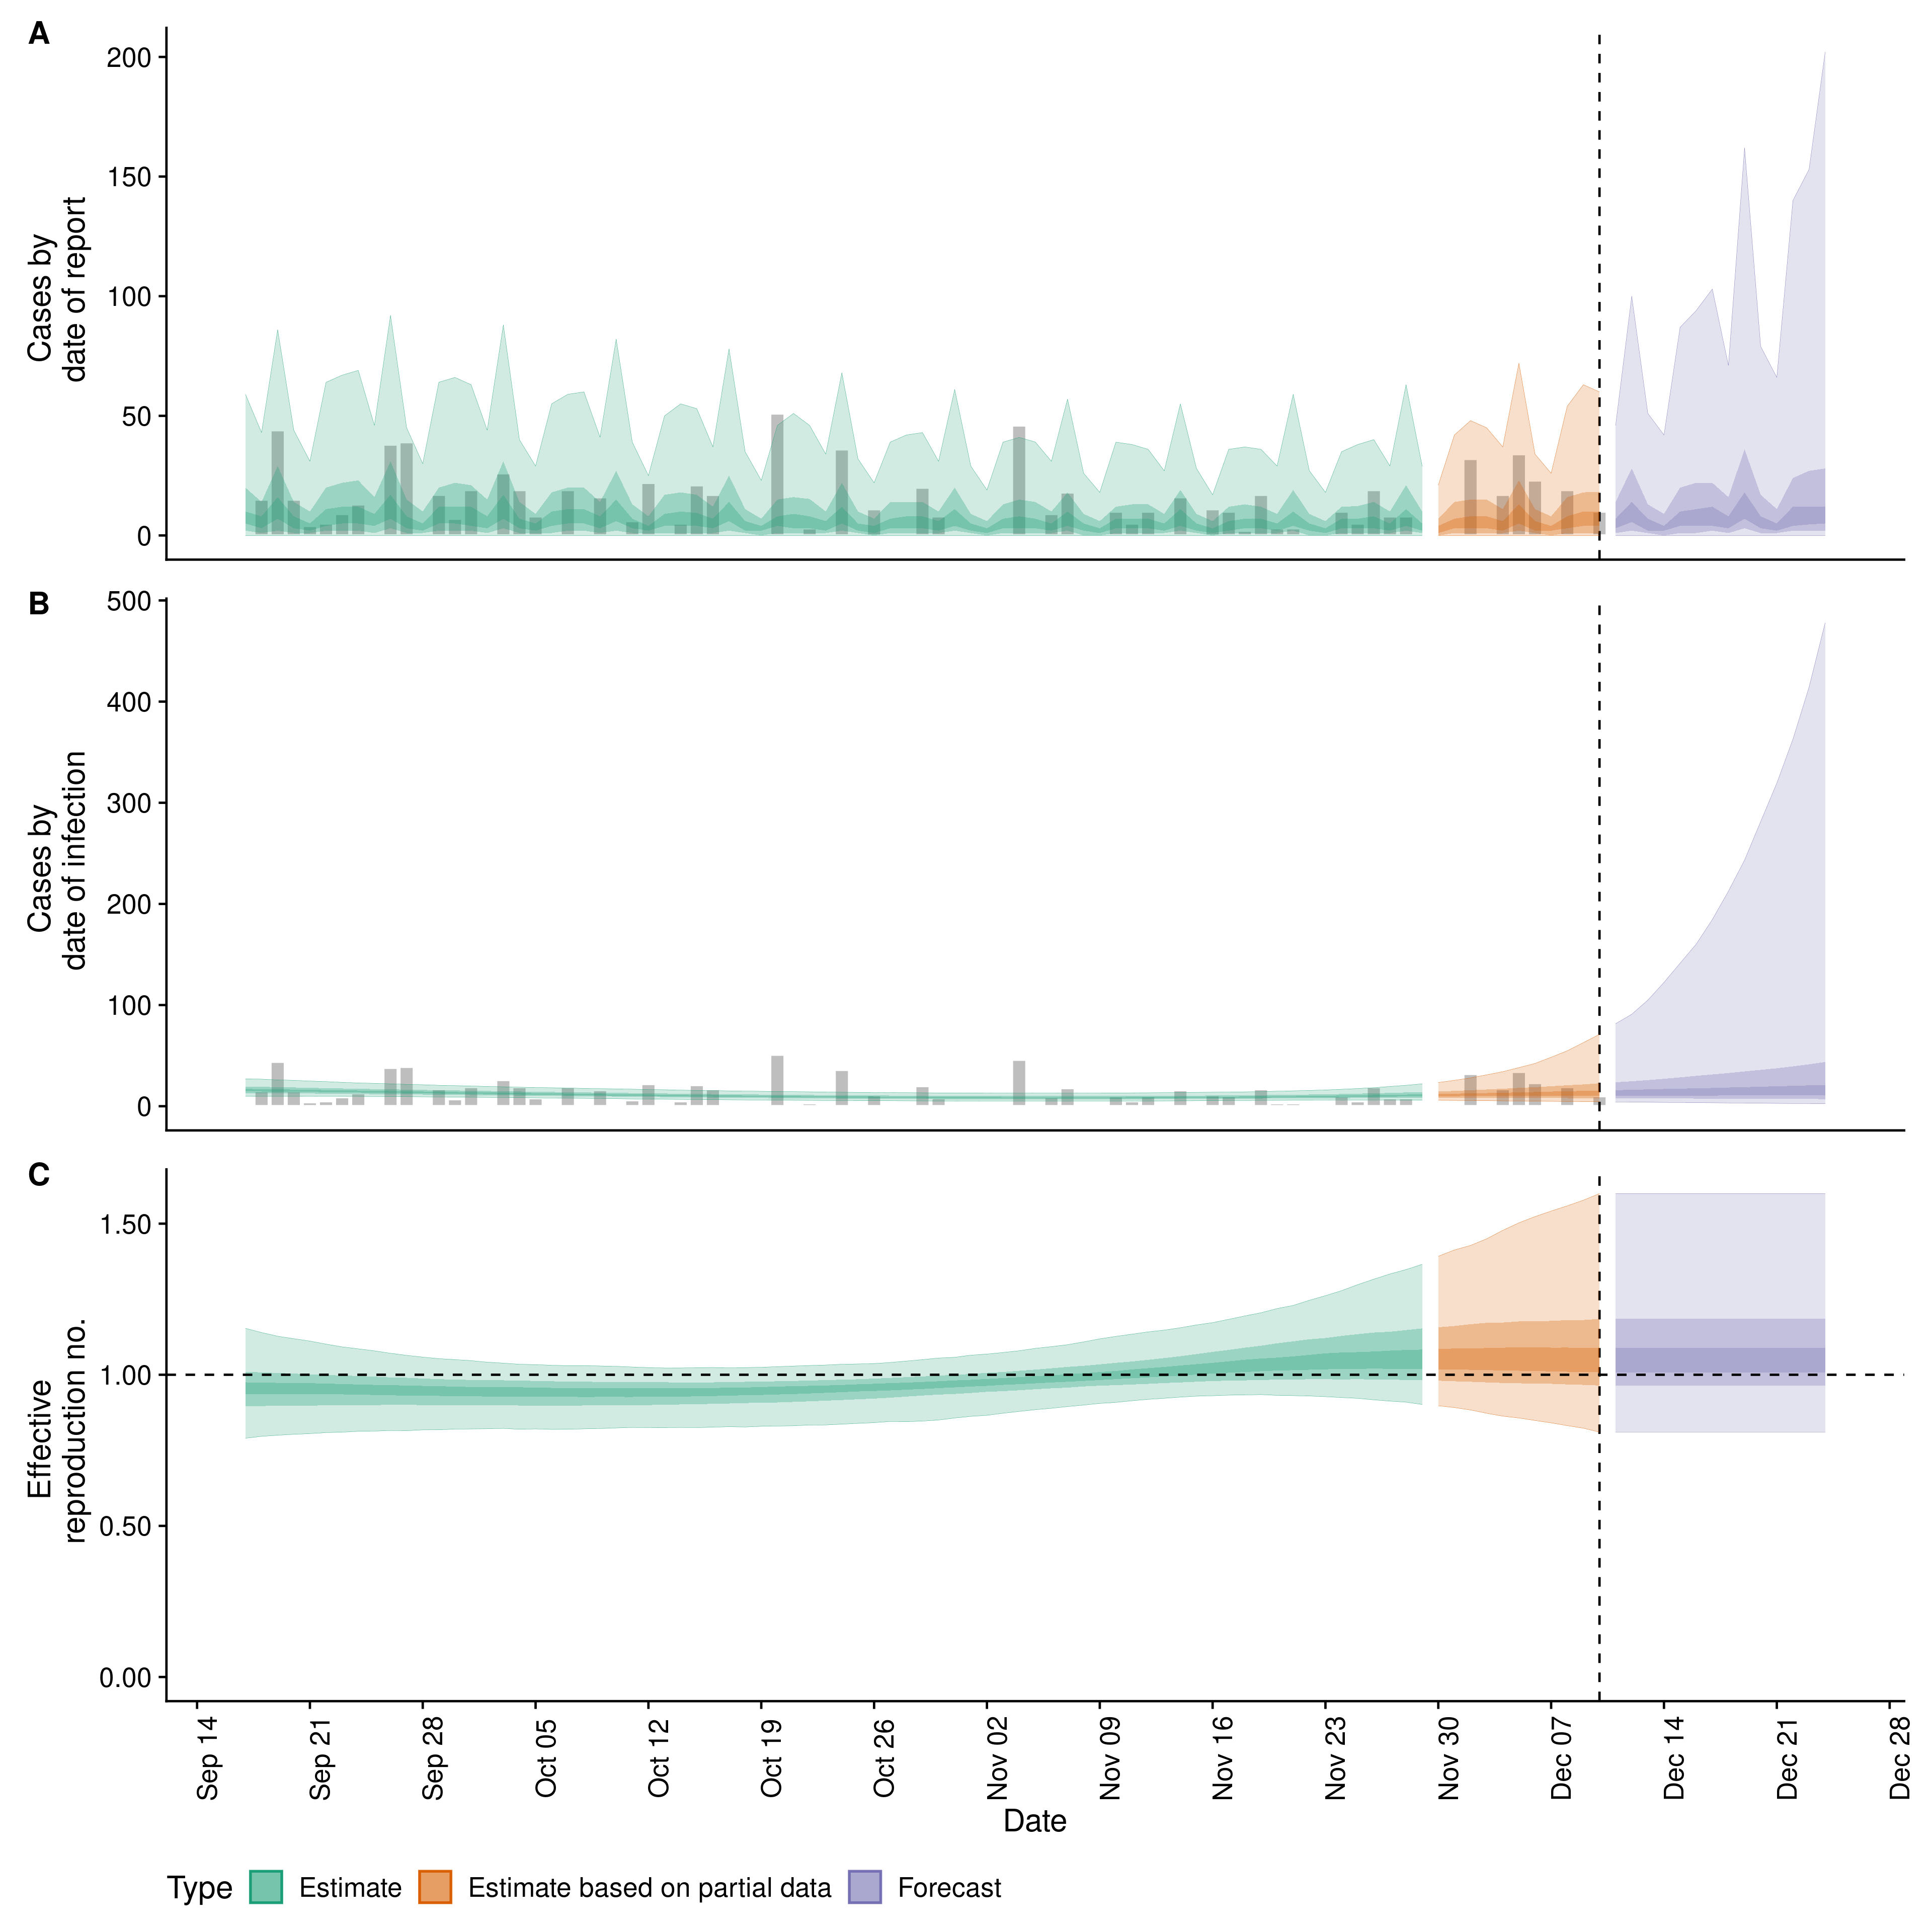 A
Cases by
date of report
200
150
100
50
0
B
Cases by
date of infection
500
400
300
200
100
0
C
Effective
reproduction no.
1.50
1.00
0.50
0.00
Sep 14 Sep 21 Sep 28 Oct 05 Oct 12 Oct 19 Oct 26 Nov 02 Nov 09 Nov 16 Nov 23 Nov 30 Dec 07 Dec 14 Dec 21 Dec 28
Date
Type Estimate Estimate based on partial data Forecast